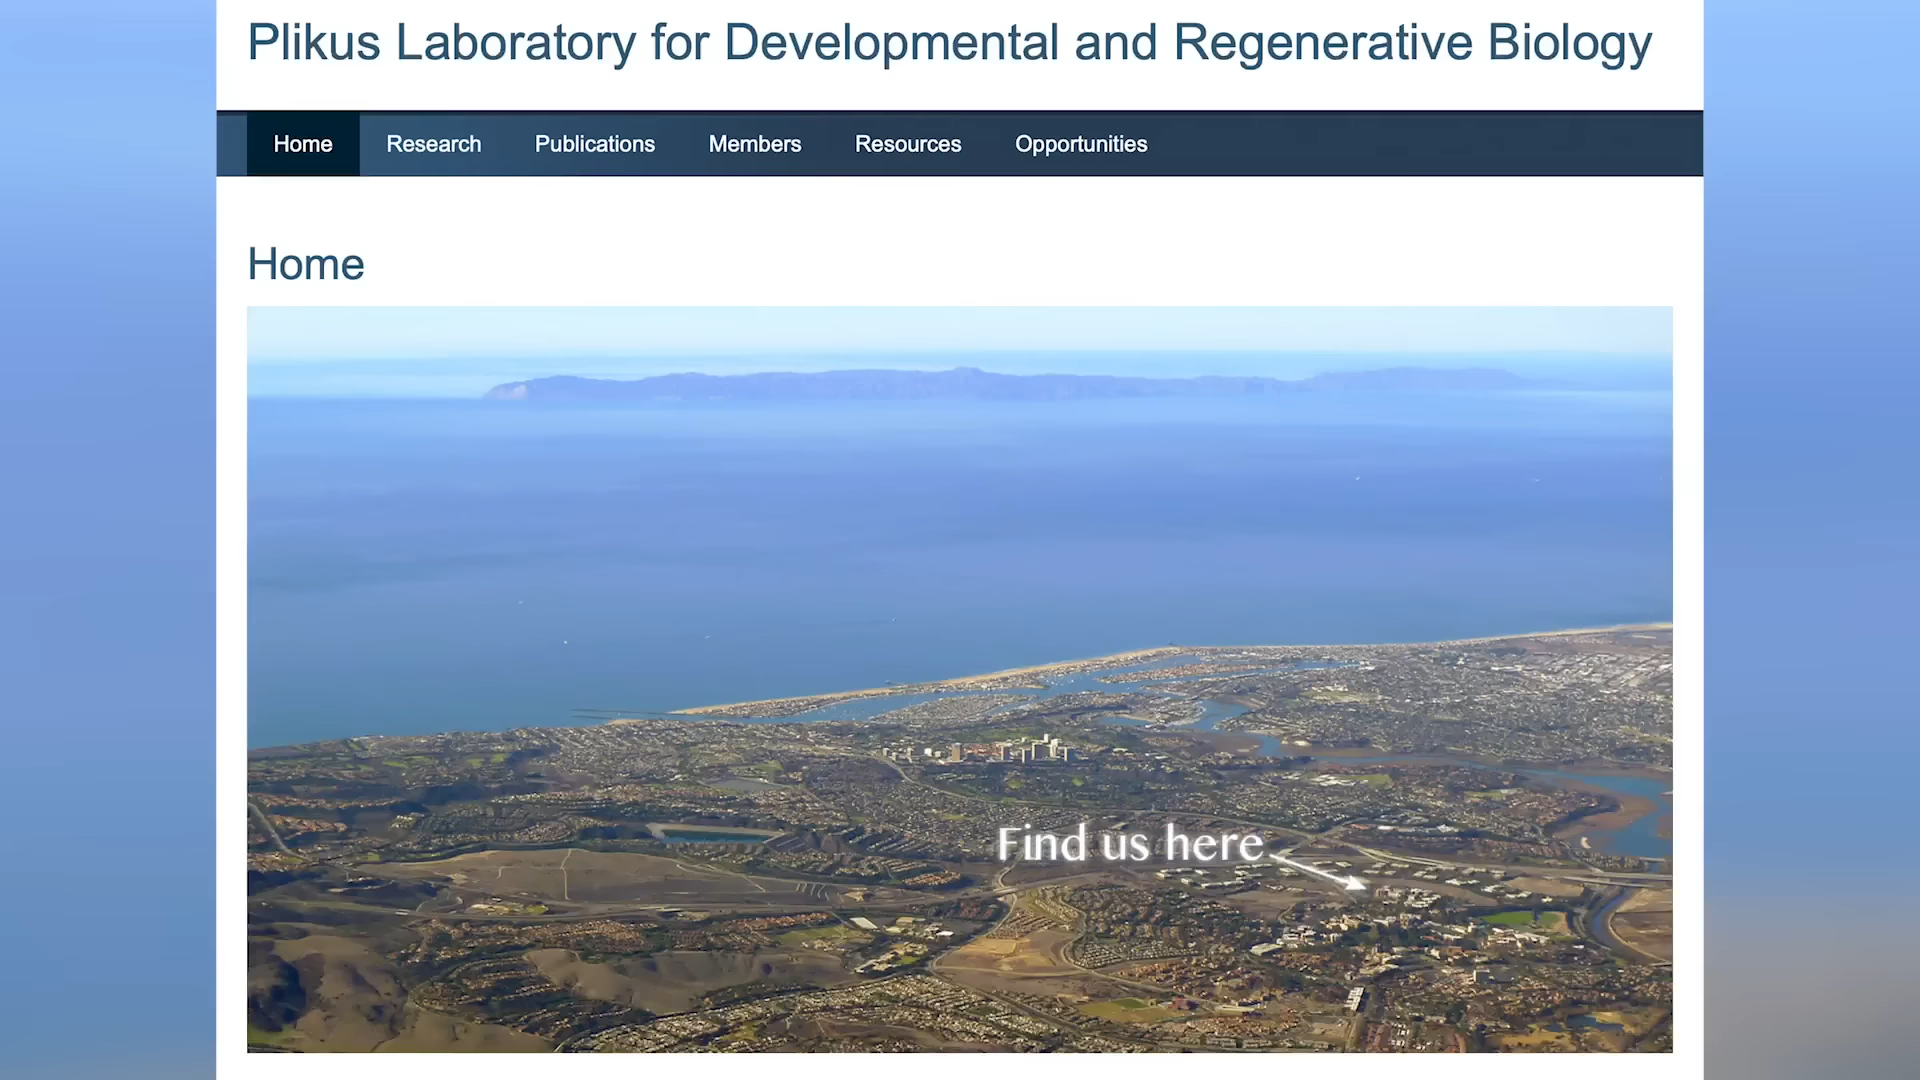 Plikus Laboratory for Developmental and Regenerative Biology
Home Research Publications Members Resources Opportunities
Home
Find us here